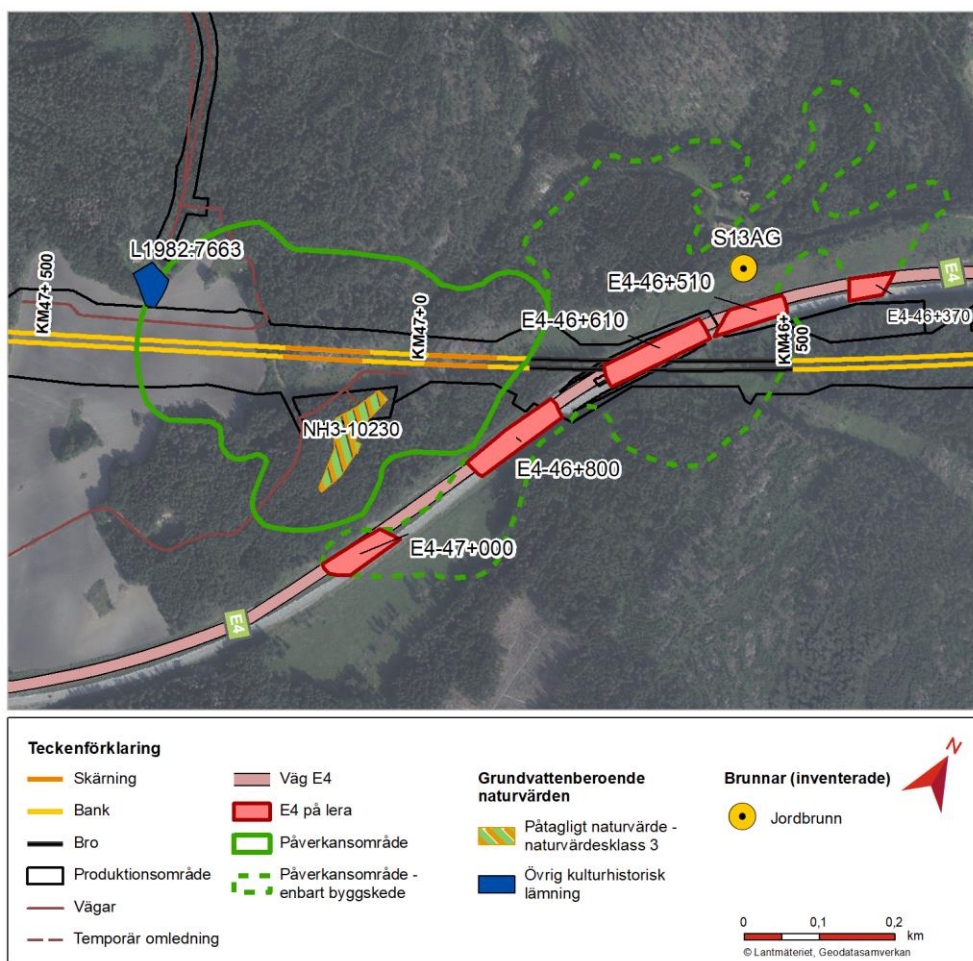 L1982:7663
S13AG
E4
KM47+ 500
KM47+0
E4-46+510
E4-46+610
E4-46+370
KM46+
500
NH3-10230
E4-46+800
E4-47+000
E4
Teckenförklaring
Skärning
Bank
Bro
Produktionsområde
Vägar
Temporär omledning
Väg E4
E4 på lera
Påverkansområde
Påverkansområde -
enbart byggskede
Grundvattenberoende
naturvärden
Påtagligt naturvärde -
naturvärdesklass 3
Övrig kulturhistorisk
lämning
Brunnar (inventerade)
Jordbrunn
N
0 0,1 0,2
km
© Lantmäteriet, Geodatasamverkan